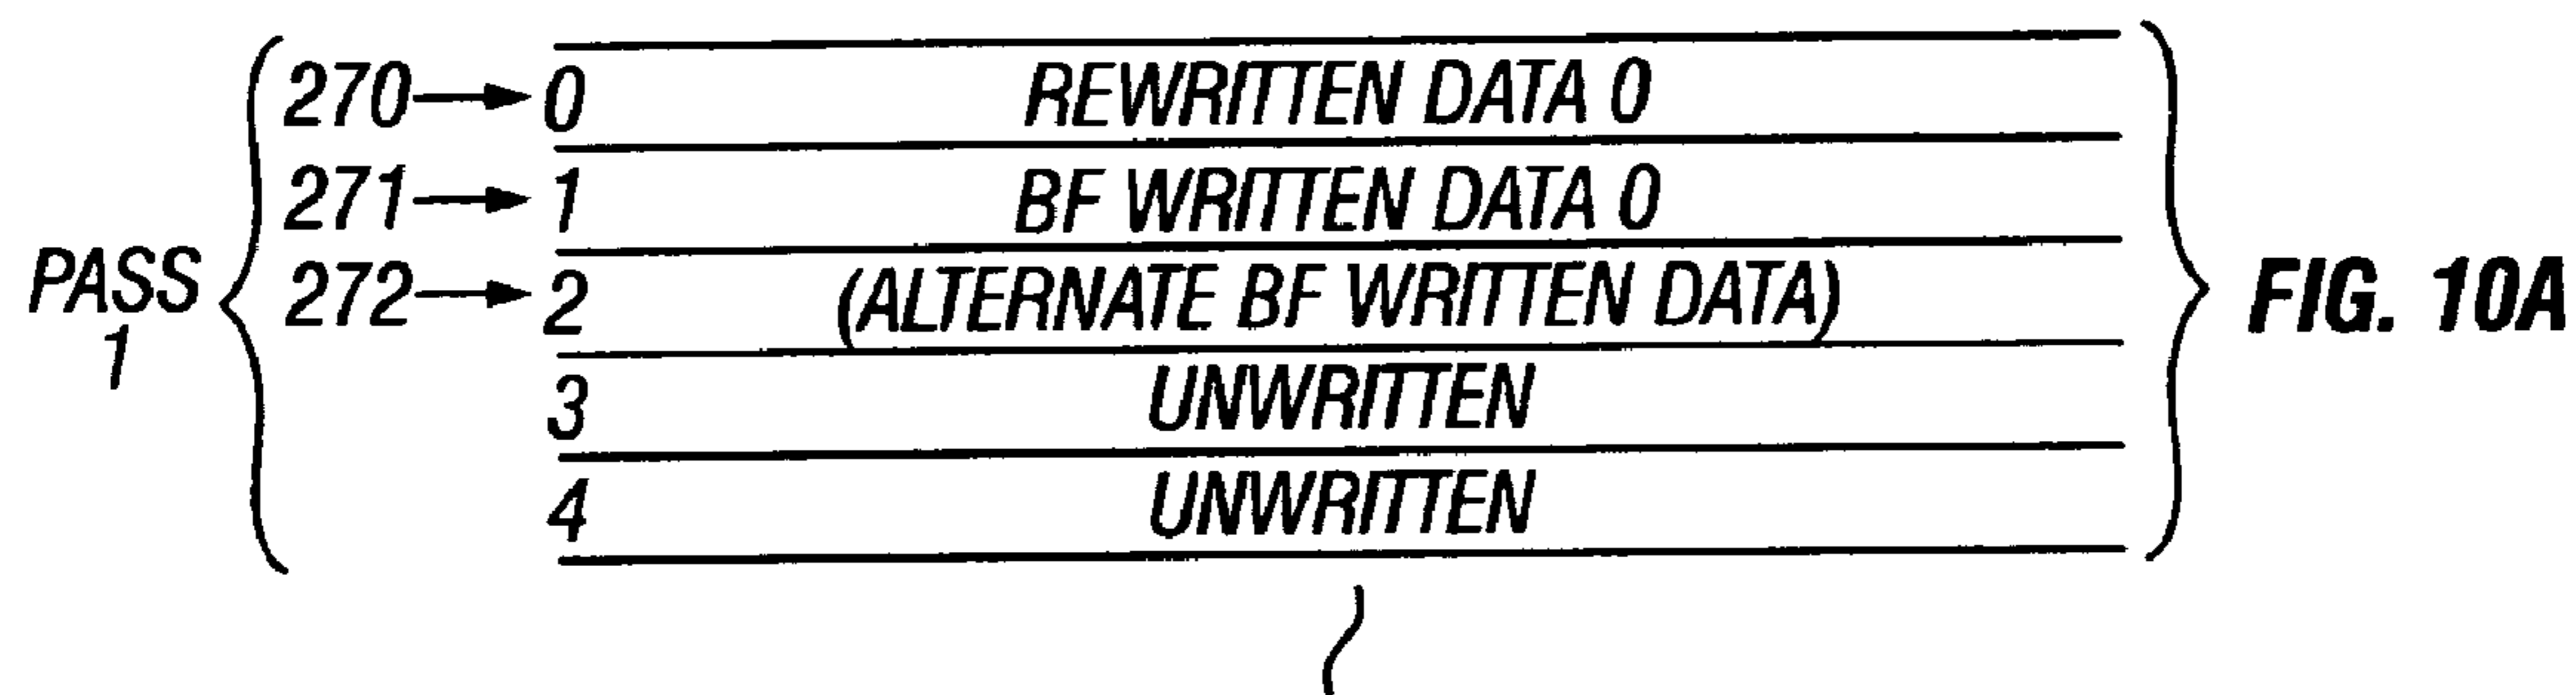 270 0 REWRITTEN DATA 0
271 1 BF WRITTEN DATA 0
PASS 1
272 2 (ALTERNATE BF WRITTEN DATA)
3 UNWRITTEN
4 UNWRITTEN
FIG. 10A